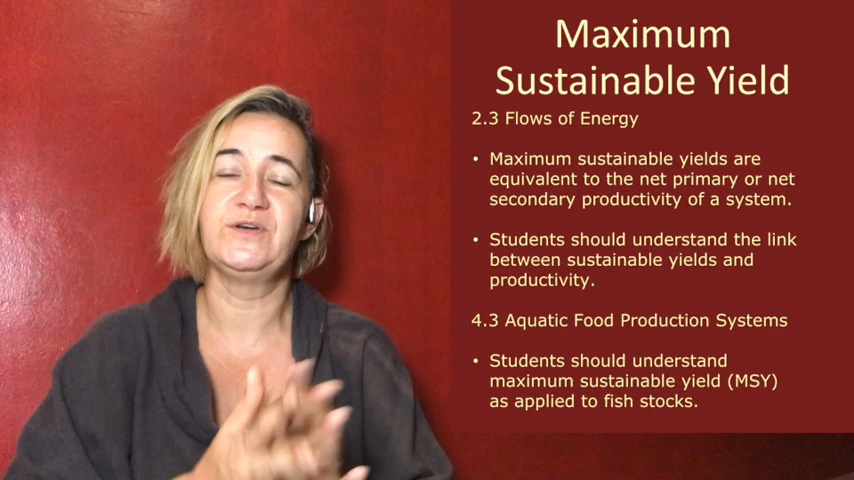 Maximum
Sustainable Yield
2.3 Flows of Energy
• Maximum sustainable yields are
equivalent to the net primary or net
secondary productivity of a system.
• Students should understand the link
between sustainable yields and
productivity.
4.3 Aquatic Food Production Systems
• Students should understand
maximum sustainable yield (MSY)
as applied to fish stocks.